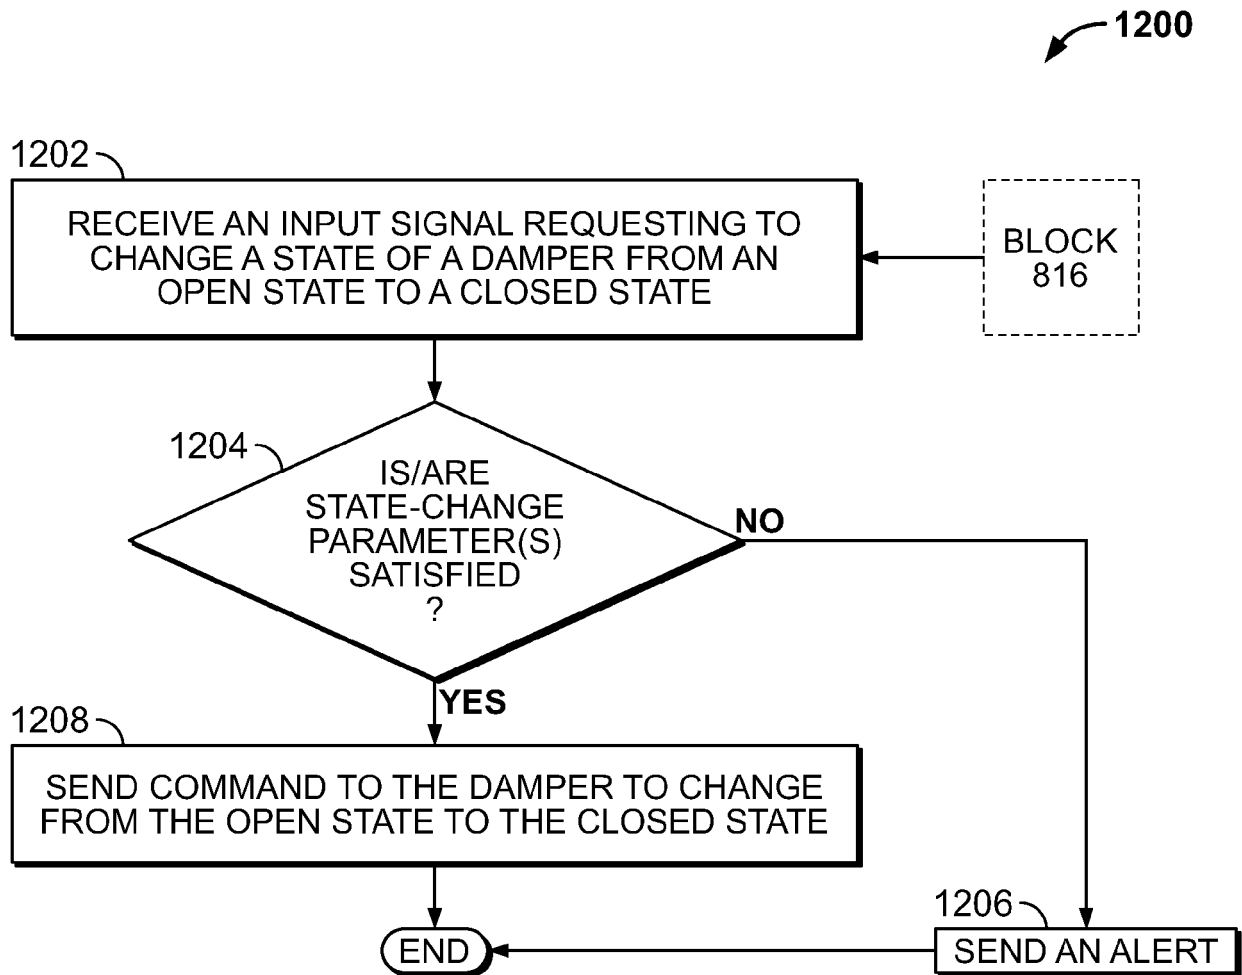 1200
1202
RECEIVE AN INPUT SIGNAL REQUESTING TO
CHANGE A STATE OF A DAMPER FROM AN
OPEN STATE TO A CLOSED STATE
BLOCK
816
1204
IS/ARE
STATE-CHANGE
PARAMETER(S)
SATISFIED
?
NO
YES
1208
SEND COMMAND TO THE DAMPER TO CHANGE
FROM THE OPEN STATE TO THE CLOSED STATE
1206
SEND AN ALERT
END